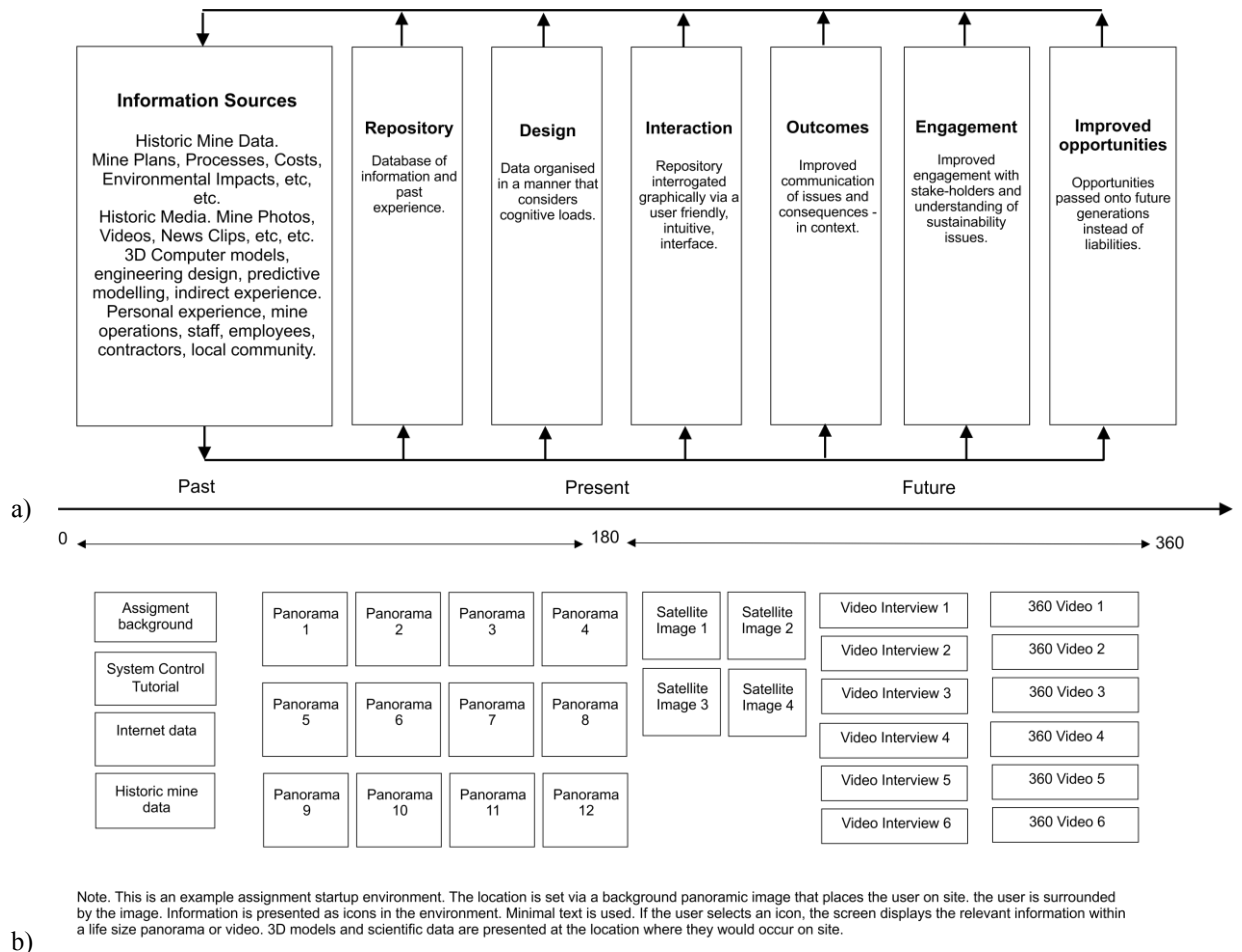 Information Sources
Historic Mine Data.
Mine Plans, Processes, Costs,
Environmental Impacts, etc,
etc.
Historic Media. Mine Photos,
Videos, News Clips, etc, etc.
3D Computer models,
engineering design, predictive
modelling, indirect experience.
Personal experience, mine
operations, staff, employees,
contractors, local community.
Repository
Database of
information and
past experience.
Design
Data organised
in a manner that
considers
cognitive loads.
Interaction
Repository
interrogated
graphically via a
user friendly,
intuitive,
interface.
Outcomes
Improved
communication of
issues and
consequences -
in context.
Engagement
Improved
engagement with
stake-holders and
understanding of
sustainability
issues.
Improved
opportunities
Opportunities
passed onto future
generations
instead of
liabilities.
Past
Present
Future
a)
0
180
360
Assigment
background
System Control
Tutorial
Internet data
Historic mine
data
Panorama
1
Panorama
2
Panorama
3
Panorama
4
Panorama
5
Panorama
6
Panorama
7
Panorama
8
Panorama
9
Panorama
10
Panorama
11
Panorama
12
Satellite
Image 1
Satellite
Image 2
Satellite
Image 3
Satellite
Image 4
Video Interview 1
Video Interview 2
Video Interview 3
Video Interview 4
Video Interview 5
Video Interview 6
360 Video 1
360 Video 2
360 Video 3
360 Video 4
360 Video 5
360 Video 6
Note. This is an example assignment startup environment. The location is set via a background panoramic image that places the user on site. the user is surrounded
by the image. Information is presented as icons in the environment. Minimal text is used. If the user selects an icon, the screen displays the relevant information within
a life size panorama or video. 3D models and scientific data are presented at the location where they would occur on site.
b)